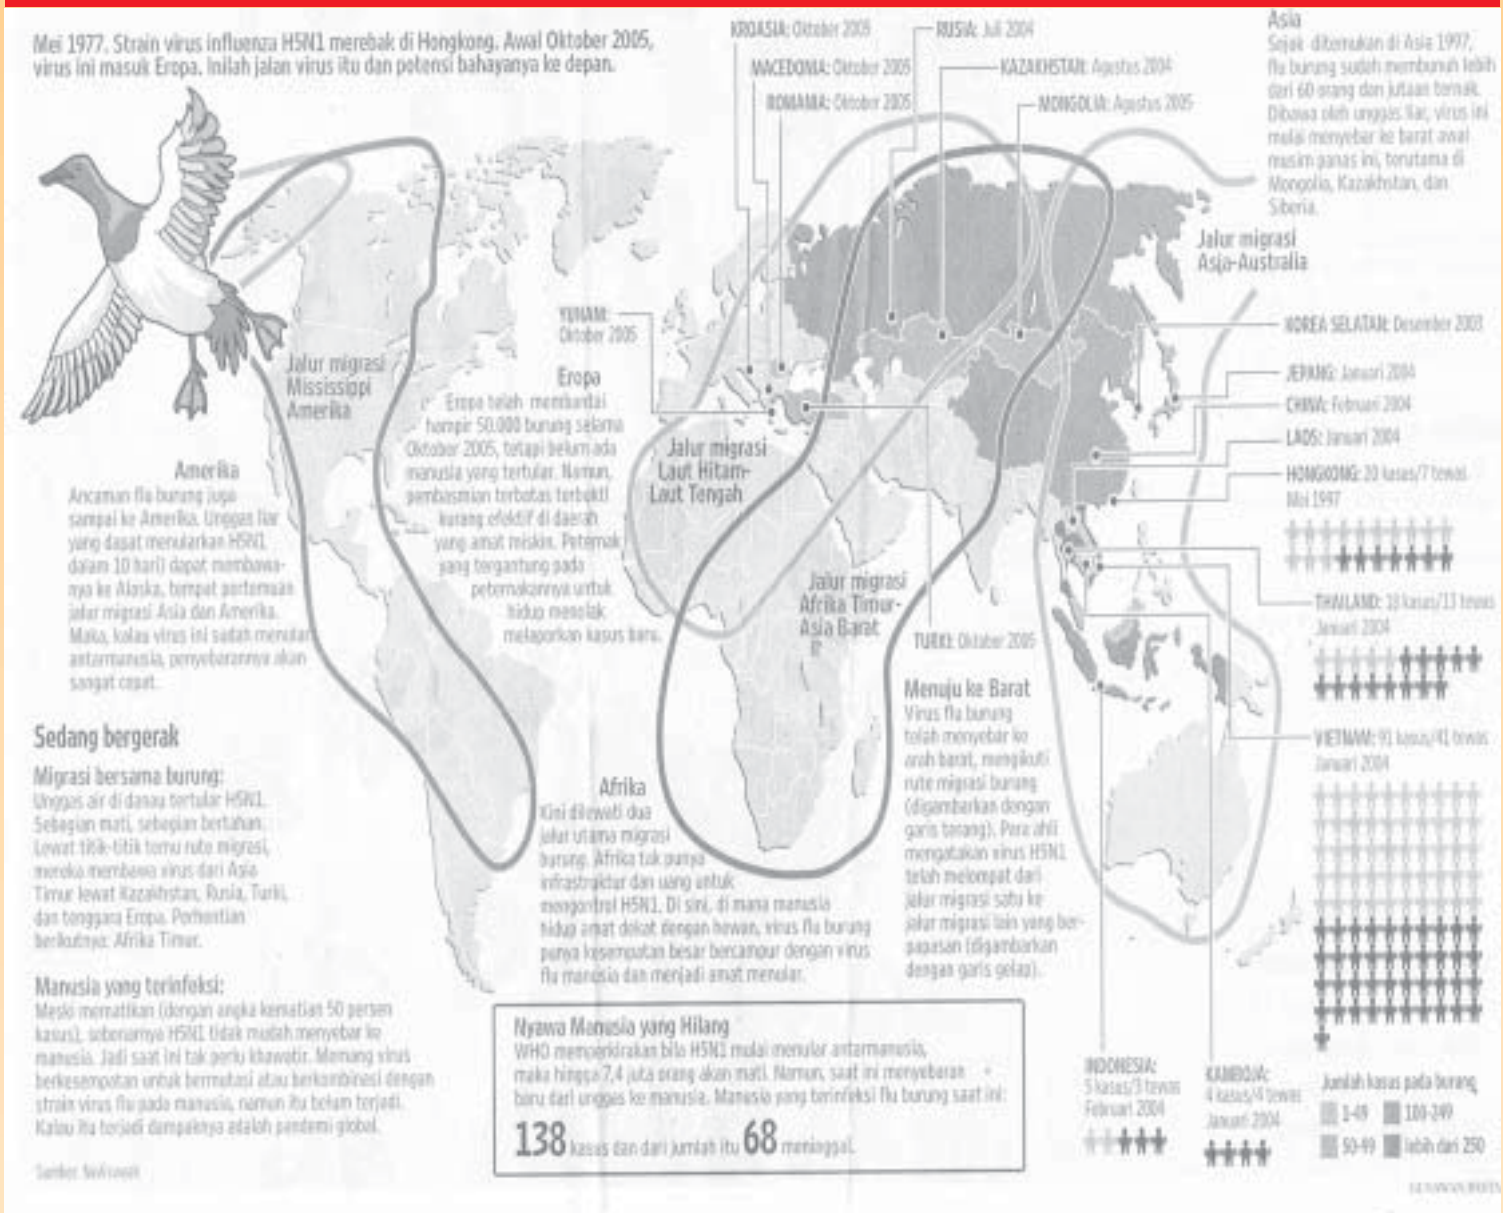 Mei 1977. Strain virus influenza H5N1 merebak di Hongkong. Awal Oktober 2005,
virus ini masuk Eropa. Inilah jalan virus itu dan potensi bahayanya ke depan.
KROASIA: Oktober 2005
MACEDONIA: Oktober 2005
ROMANIA: Oktober 2005
RUSIA: Juli 2004
KAZAKHSTAN: Agustus 2004
MONGOLIA: Agustus 2005
Asia
Sejak ditemukan di Asia 1997,
flu burung sudah membunuh lebih
dari 60 orang dan jutaan ternak.
Dibawa oleh unggas liar, virus ini
mulai menyebar ke barat awal
musim panas ini, terutama di
Mongolia, Kazakhstan, dan
Siberia.
Jalur migrasi
Asia-Australia
YUNANI:
Oktober 2005
Jalur migrasi
Mississippi
Amerika
Eropa
Eropa telah membantai
hampir 50.000 burung selama
Oktober 2005, tetapi belum ada
manusia yang tertular. Namun,
pembasmian terbatas terbukti
kurang efektif di daerah
yang amat miskin. Peternak
yang tergantung pada
peternakannya untuk
hidup menolak
melaporkan kasus baru.
Amerika
Ancaman flu burung juga
sampai ke Amerika. Unggas liar
yang dapat menularkan H5N1
dalam 10 hari) dapat membawa-
nya ke Alaska, tempat pertemuan
jalur migrasi Asia dan Amerika.
Maka, kalau virus ini sudah menular
antarmanusia, penyebarannya akan
sangat cepat.
Jalur migrasi
Laut Hitam-
Laut Tengah
Jalur migrasi
Afrika Timur-
Asia Barat
TURKI: Oktober 2005
KOREA SELATAN: Desember 2003
JEPANG: Januari 2004
CHINA: Februari 2004
LAOS: Januari 2004
HONGKONG: 20 kasus/7 tewas
Mei 1997
THAILAND: 18 kasus/13 tewas
Januari 2004
VIETNAM: 91 kasus/41 tewas
Januari 2004
Sedang bergerak
Migrasi bersama burung:
Unggas air di danau tertular H5N1.
Sebagian mati, sebagian bertahan.
Lewat titik-titik temu rute migrasi,
mereka membawa virus dari Asia
Timur lewat Kazakhstan, Rusia, Turki,
dan tenggara Eropa. Perhentian
berikutnya: Afrika Timur.
Manusia yang terinfeksi:
Meski mematikan (dengan angka kematian 50 persen
kasus), sebenarnya H5N1 tidak mudah menyebar ke
manusia. Jadi saat ini tak perlu khawatir. Memang virus
berkesempatan untuk bermutasi atau berkombinasi dengan
strain virus flu pada manusia, namun itu belum terjadi.
Kalau itu terjadi dampaknya adalah pandemi global.
Afrika
Kini dilewati dua
jalur utama migrasi
burung. Afrika tak punya
infrastruktur dan uang untuk
mengontrol H5N1. Di sini, di mana manusia
hidup amat dekat dengan hewan, virus flu burung
punya kesempatan besar bercampur dengan virus
flu manusia dan menjadi amat menular.
Menuju ke Barat
Virus flu burung
telah menyebar ke
arah barat, mengikuti
rute migrasi burung
(digambarkan dengan
garis terang). Para ahli
mengatakan virus H5N1
telah melompat dari
jalur migrasi satu ke
jalur migrasi lain yang ber-
papasan (digambarkan
dengan garis gelap).
Nyawa Manusia yang Hilang
WHO memperkirakan bila H5N1 mulai menular antarmanusia,
maka hingga 7,4 juta orang akan mati. Namun, saat ini menyebaran
baru dari unggas ke manusia. Manusia yang terinfeksi flu burung saat ini:
138 kasus dan dari jumlah itu 68 meninggal.
INDONESIA:
5 kasus/3 tewas
Februari 2004
KAMBOJA:
4 kasus/4 tewas
Januari 2004
Jumlah kasus pada burung
1-49
100-249
50-99
lebih dari 250
Sumber: